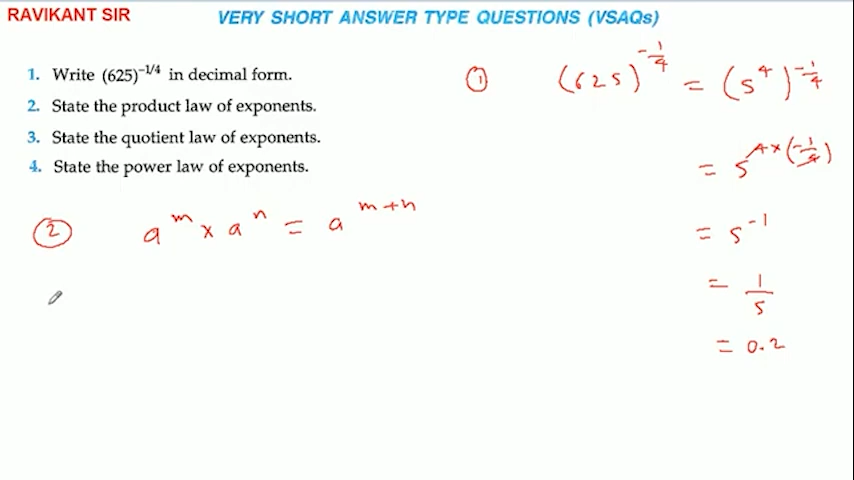 RAVIKANT SIR
VERY SHORT ANSWER TYPE QUESTIONS (VSAQs)
1. Write (625)^{-1/4} in decimal form.
2. State the product law of exponents.
3. State the quotient law of exponents.
4. State the power law of exponents.
① (625)^{-1/4} = (5^4)^{-1/4}
= 5^{4×(-1/4)}
= 5^{-1}
= 1/5
= 0.2
② a^m × a^n = a^{m+n}